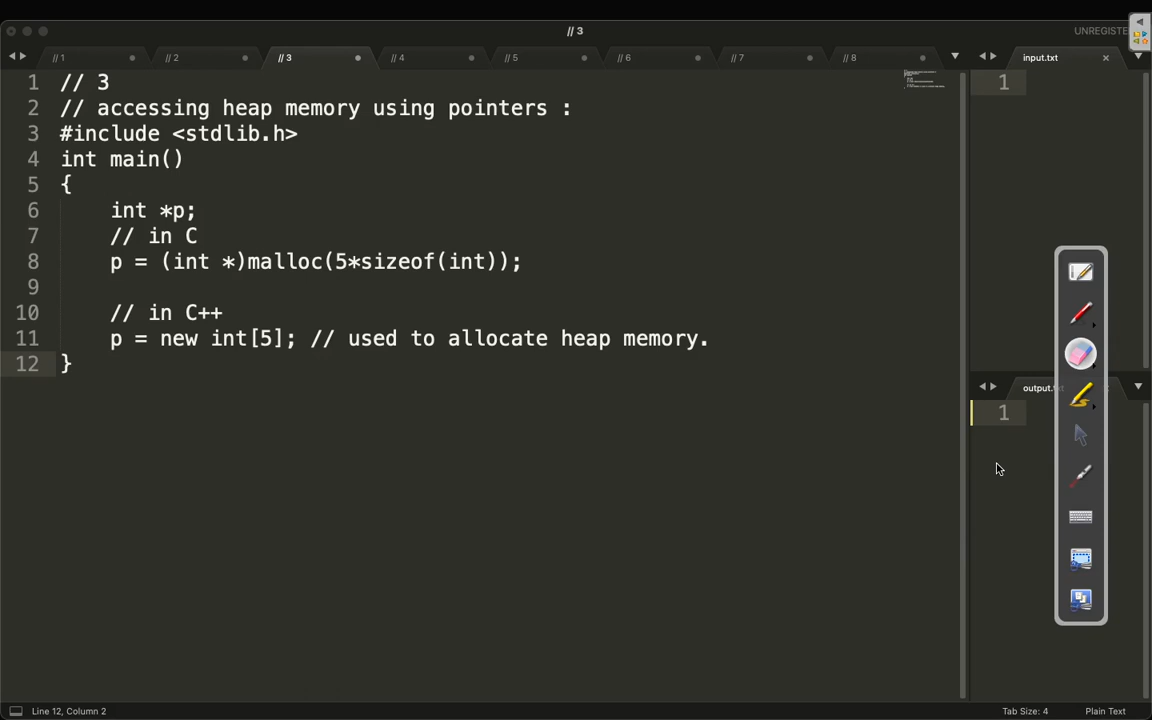 // 3
UNREGISTE
// 1
// 2
// 3
// 4
// 5
// 6
// 7
// 8
input.txt
1 // 3
2 // accessing heap memory using pointers :
3 #include <stdlib.h>
4 int main()
5 {
6 int *p;
7 // in C
8 p = (int *)malloc(5*sizeof(int));
9
10 // in C++
11 p = new int[5]; // used to allocate heap memory.
12 }
1
output.t
1
Line 12, Column 2
Tab Size: 4
Plain Text